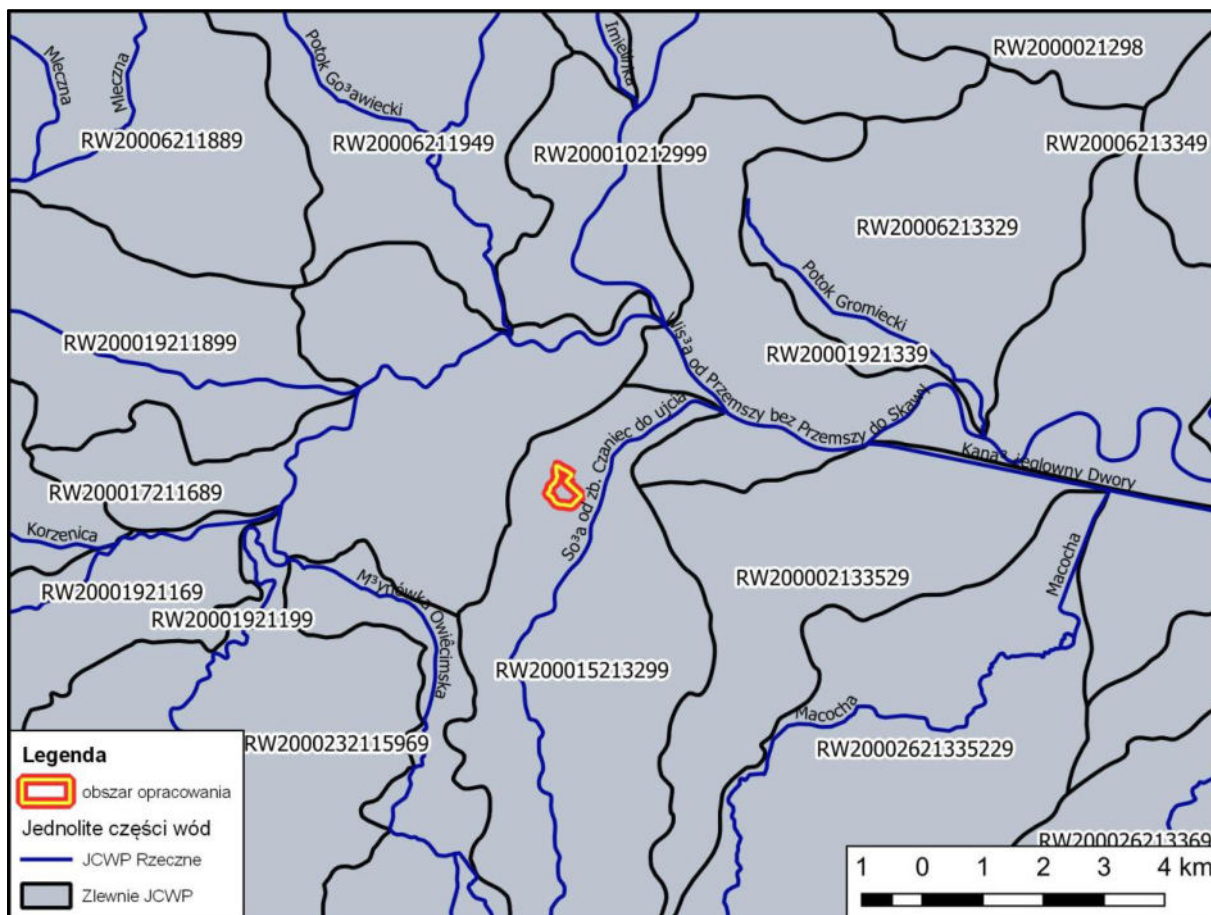 Mleczna
Mleczna
Potok Go³awiecki
Imielinka
RW2000021298
RW20006211889
RW20006211949
RW200010212999
RW20006213349
RW20006213329
Potok Gromiecki
RW200019211899
Wis³a od Przemszy bez Przemszy do Skawy
RW20001921339
So³a od zb. Czaniec do ujcia
Kana³ ¿eglowny Dwory
RW200017211689
Korzenica
RW20001921169
RW20001921199
M³ynówka Owiêcimska
RW200002133529
Macocha
RW200015213299
Macocha
RW2000232115969
RW20002621335229
RW200026213369
Legenda
obszar opracowania
Jednolite części wód
JCWP Rzeczne
Zlewnie JCWP
1 0 1 2 3 4 km